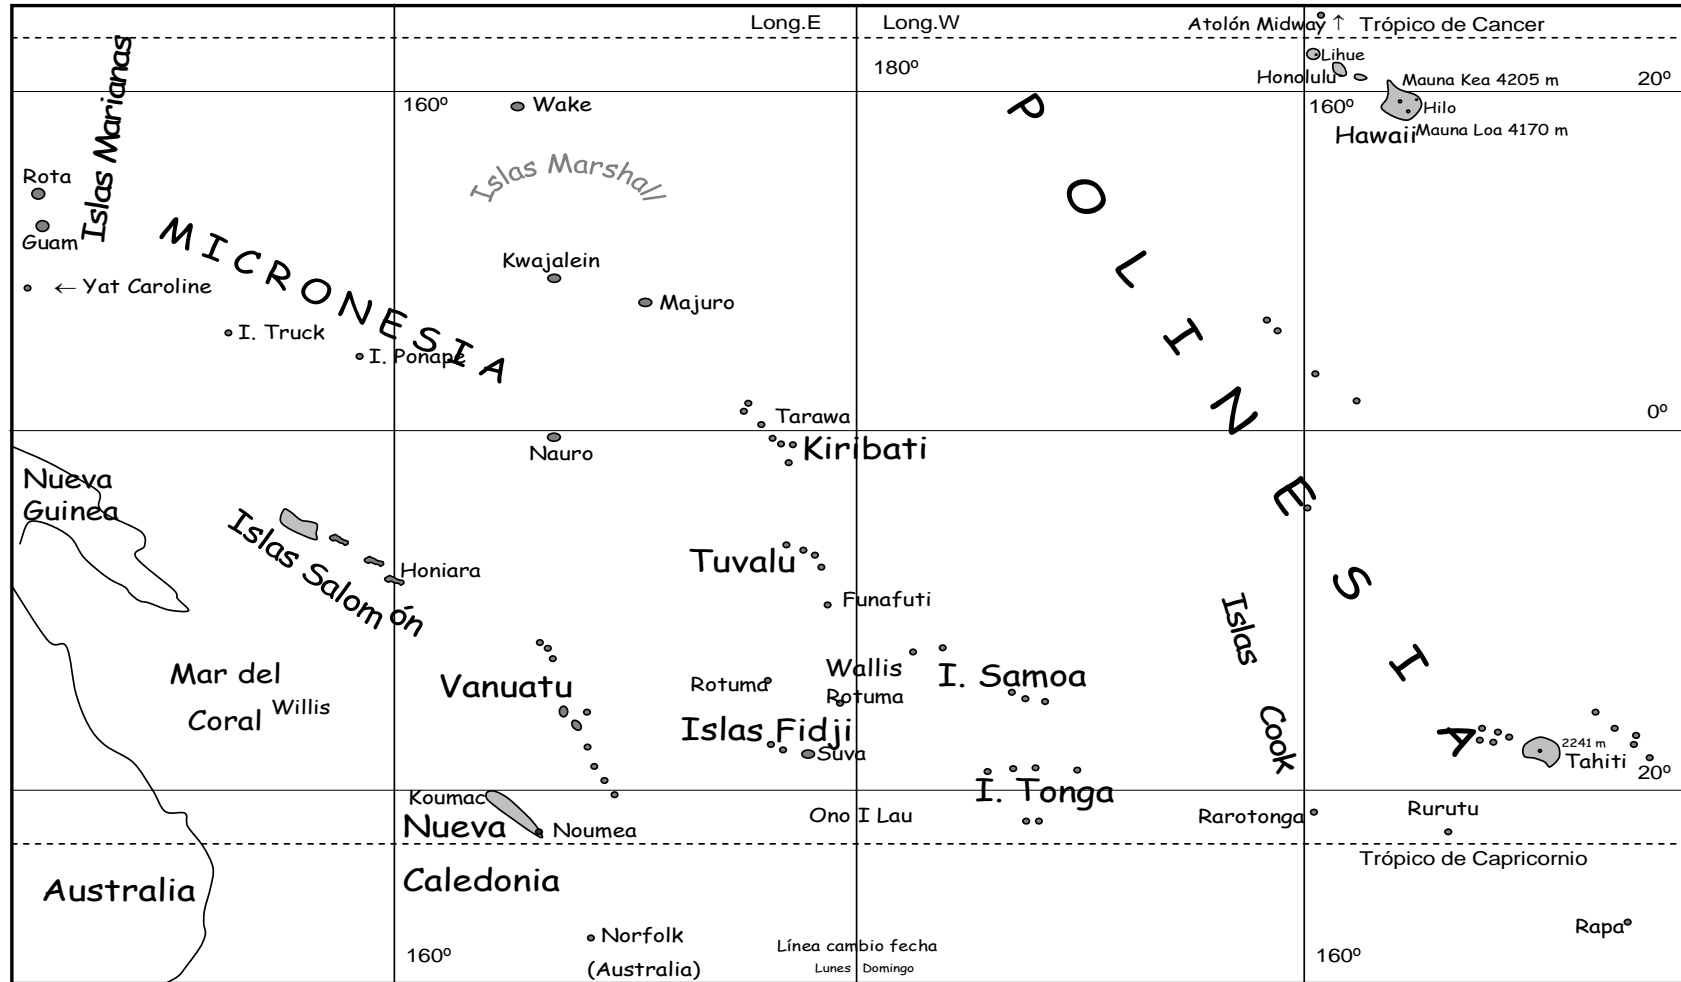 Long.E
Long.W
Atolón Midway ↑
Trópico de Cancer
Lihue
Honolulu
180º
Mauna Kea 4205 m
20º
160º
Wake
160º
Hilo
Hawaii
Mauna Loa 4170 m
Islas Marianas
POLINESIA
Islas Marshall
Rota
Guam
MICRONESIA
Kwajalein
← Yat Caroline
Majuro
I. Truck
I. Ponape
Tarawa
0º
Kiribati
Nauro
Nueva
Guinea
Islas Salomón
Honiara
Tuvalu
Funafuti
Islas Cook
Mar del
Coral
Willis
Vanuatu
Rotuma
Wallis
Rotuma
I. Samoa
Islas Fidji
Suva
2241 m
Tahiti
20º
I. Tonga
Koumac
Nueva
Noumea
Ono I Lau
Rarotonga
Rurutu
Trópico de Capricornio
Australia
Caledonia
Rapa
Norfolk
(Australia)
160º
Línea cambio fecha
Lunes Domingo
160º